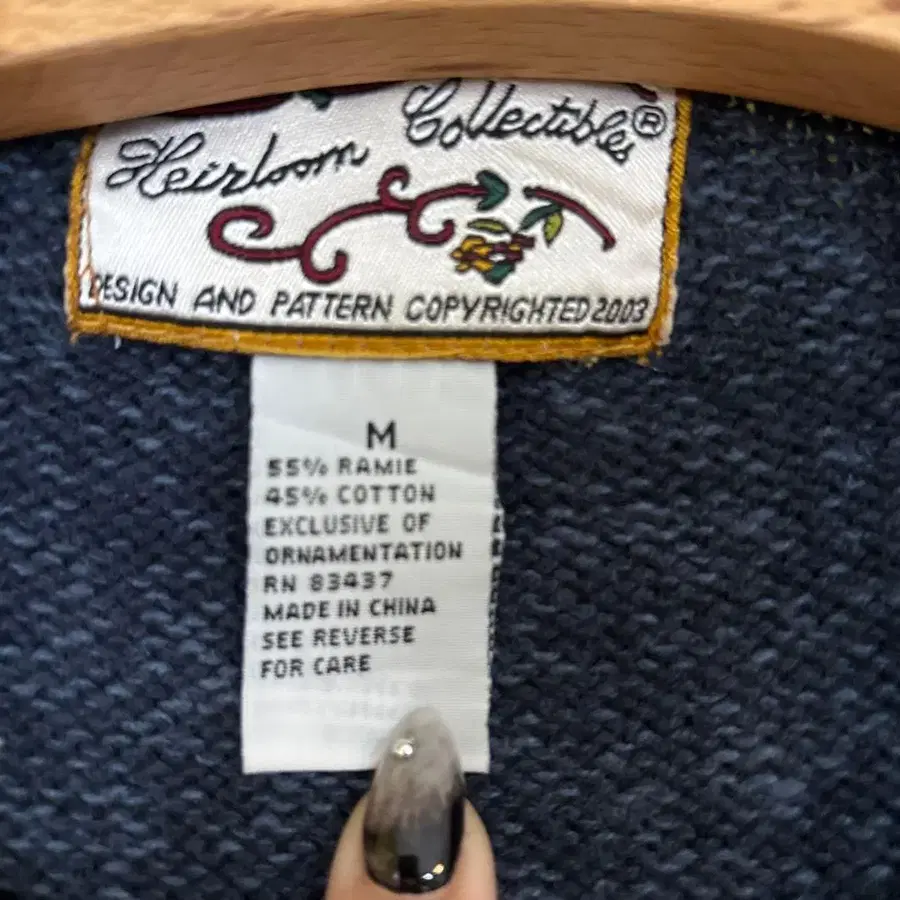 Heirloom Collectibles®
DESIGN AND PATTERN COPYRIGHTED 2003
M
55% RAMIE
45% COTTON
EXCLUSIVE OF
ORNAMENTATION
RN 83437
MADE IN CHINA
SEE REVERSE
FOR CARE